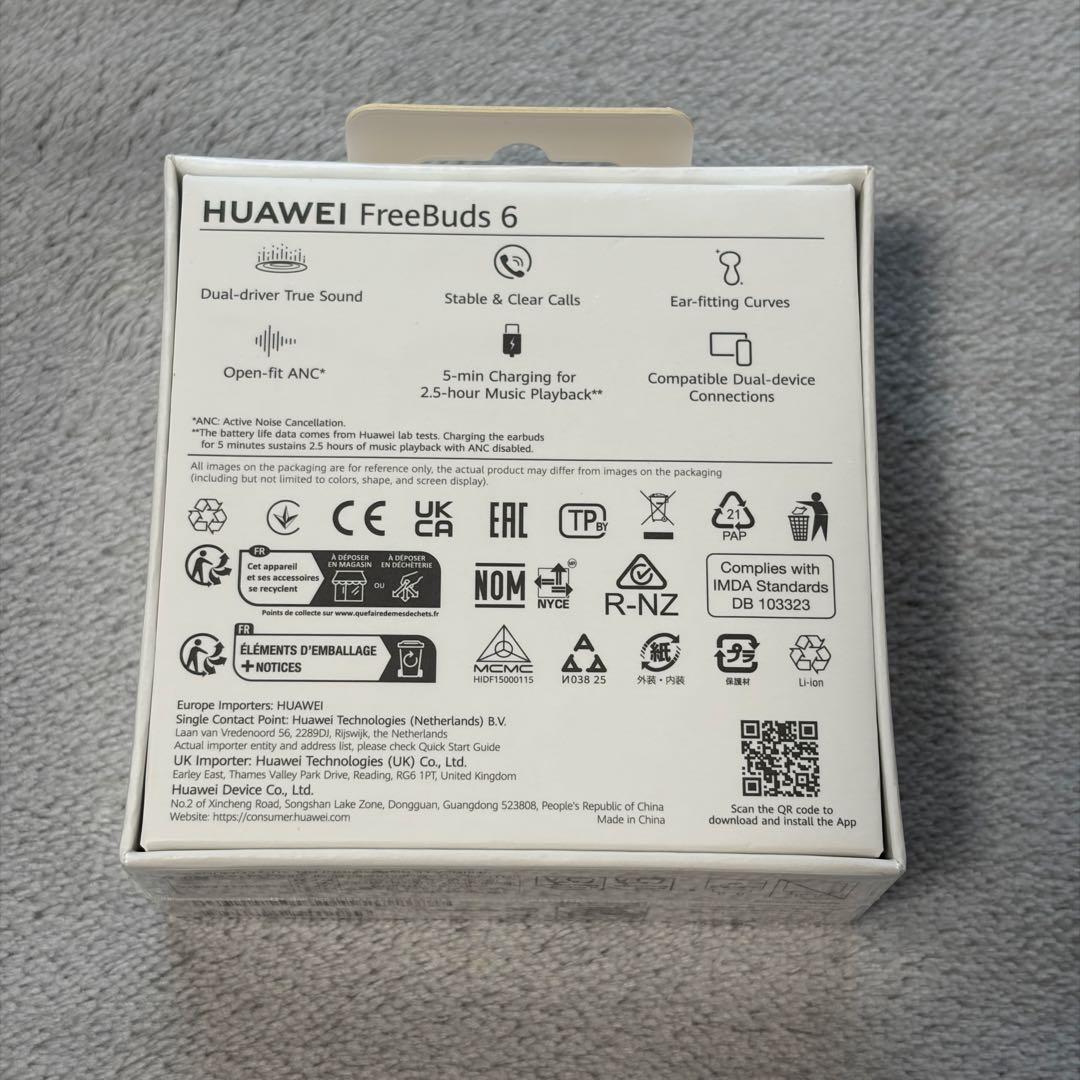 HUAWEI FreeBuds 6
Dual-driver True Sound
Stable & Clear Calls
Ear-fitting Curves
Open-fit ANC*
5-min Charging for
2.5-hour Music Playback**
Compatible Dual-device
Connections
*ANC: Active Noise Cancellation.
**The battery life data comes from Huawei lab tests. Charging the earbuds
for 5 minutes sustains 2.5 hours of music playback with ANC disabled.
All images on the packaging are for reference only, the actual product may differ from images on the packaging
(including but not limited to colors, shape, and screen display).
CE
UK
CA
EAC
TP BY
21
PAP
FR
Cet appareil
et ses accessoires
se recyclent
À DÉPOSER
EN MAGASIN
OU
À DÉPOSER
EN DÉCHÈTERIE
Points de collecte sur www.quefairedemesdechets.fr
NOM
NYCE
R-NZ
Complies with
IMDA Standards
DB 103323
FR
ÉLÉMENTS D'EMBALLAGE
+NOTICES
MCMC
HIDF15000115
A
И038 25
紙
外装・内装
プラ
保護材
Li-ion
Europe Importers: HUAWEI
Single Contact Point: Huawei Technologies (Netherlands) B.V.
Laan van Vredenoord 56, 2289DJ, Rijswijk, the Netherlands
Actual importer entity and address list, please check Quick Start Guide
UK Importer: Huawei Technologies (UK) Co., Ltd.
Earley East, Thames Valley Park Drive, Reading, RG6 1PT, United Kingdom
Huawei Device Co., Ltd.
No.2 of Xincheng Road, Songshan Lake Zone, Dongguan, Guangdong 523808, People's Republic of China
Website: https://consumer.huawei.com
Made in China
Scan the QR code to
download and install the App